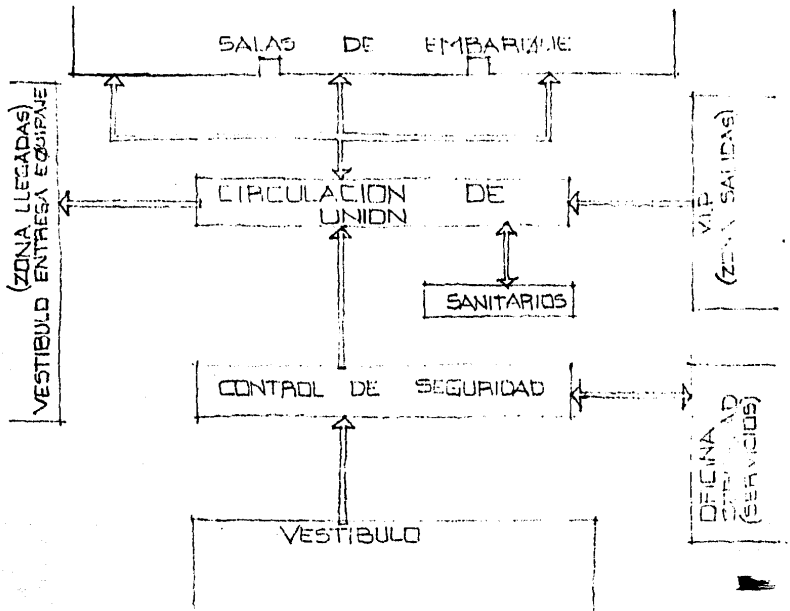 SALAS DE EMBARQUE
(ZONA LLEGADAS)
VESTIBULO ENTREGA EQUIPAJE
CIRCULACION DE
UNION
V.I.P.
(ZONA SALIDAS)
SANITARIOS
CONTROL DE SEGURIDAD
OFICINA
(SERVICIOS)
VESTIBULO